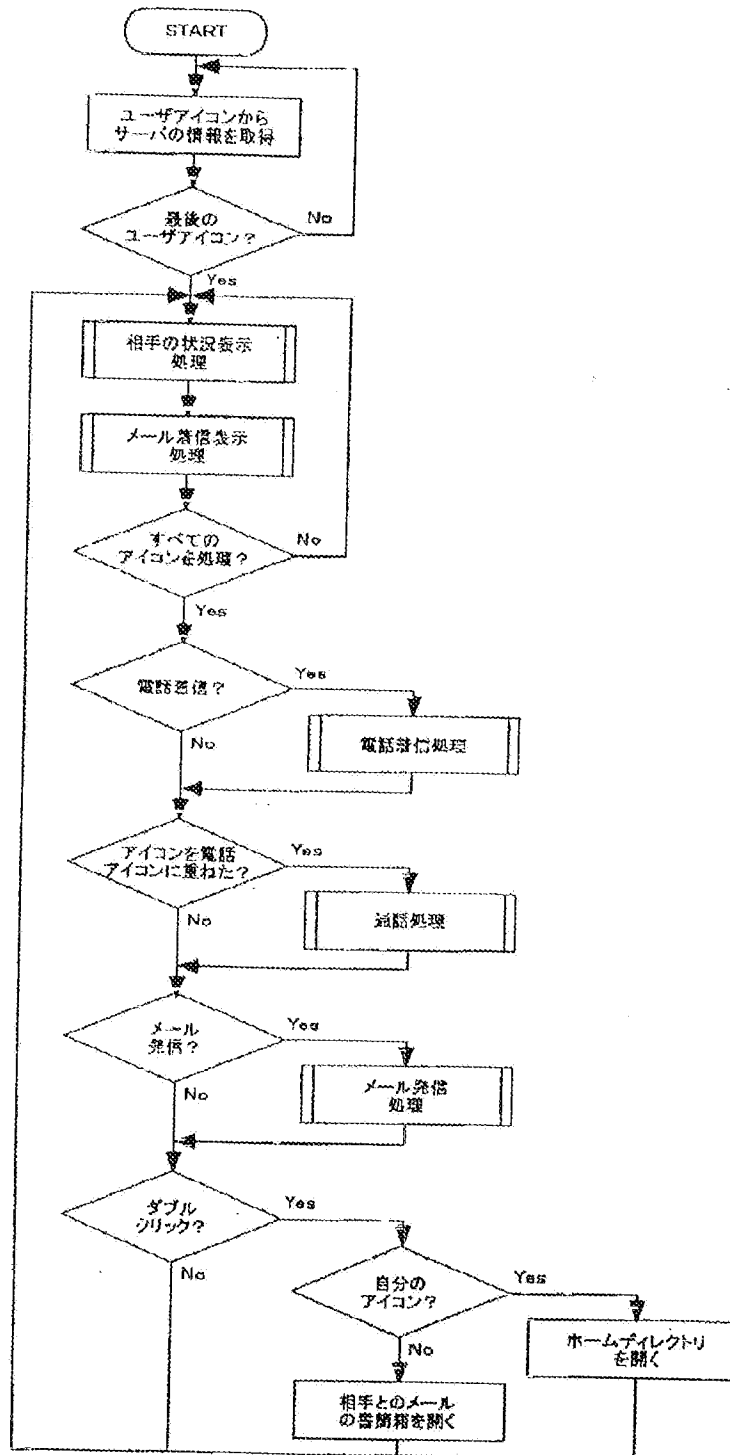 START
ユーザアイコンから
サーバの情報を取得
最後の
ユーザアイコン？
No
Yes
相手の状況表示
処理
メール着信表示
処理
すべての
アイコンを処理？
No
Yes
電話着信？
Yes
No
電話着信処理
アイコンを電話
アイコンに重ねた？
Yes
No
通話処理
メール
発信？
Yes
No
メール発信
処理
ダブル
クリック？
Yes
No
自分の
アイコン？
Yes
No
ホームディレクトリ
を開く
相手とのメール
の書簡箱を開く